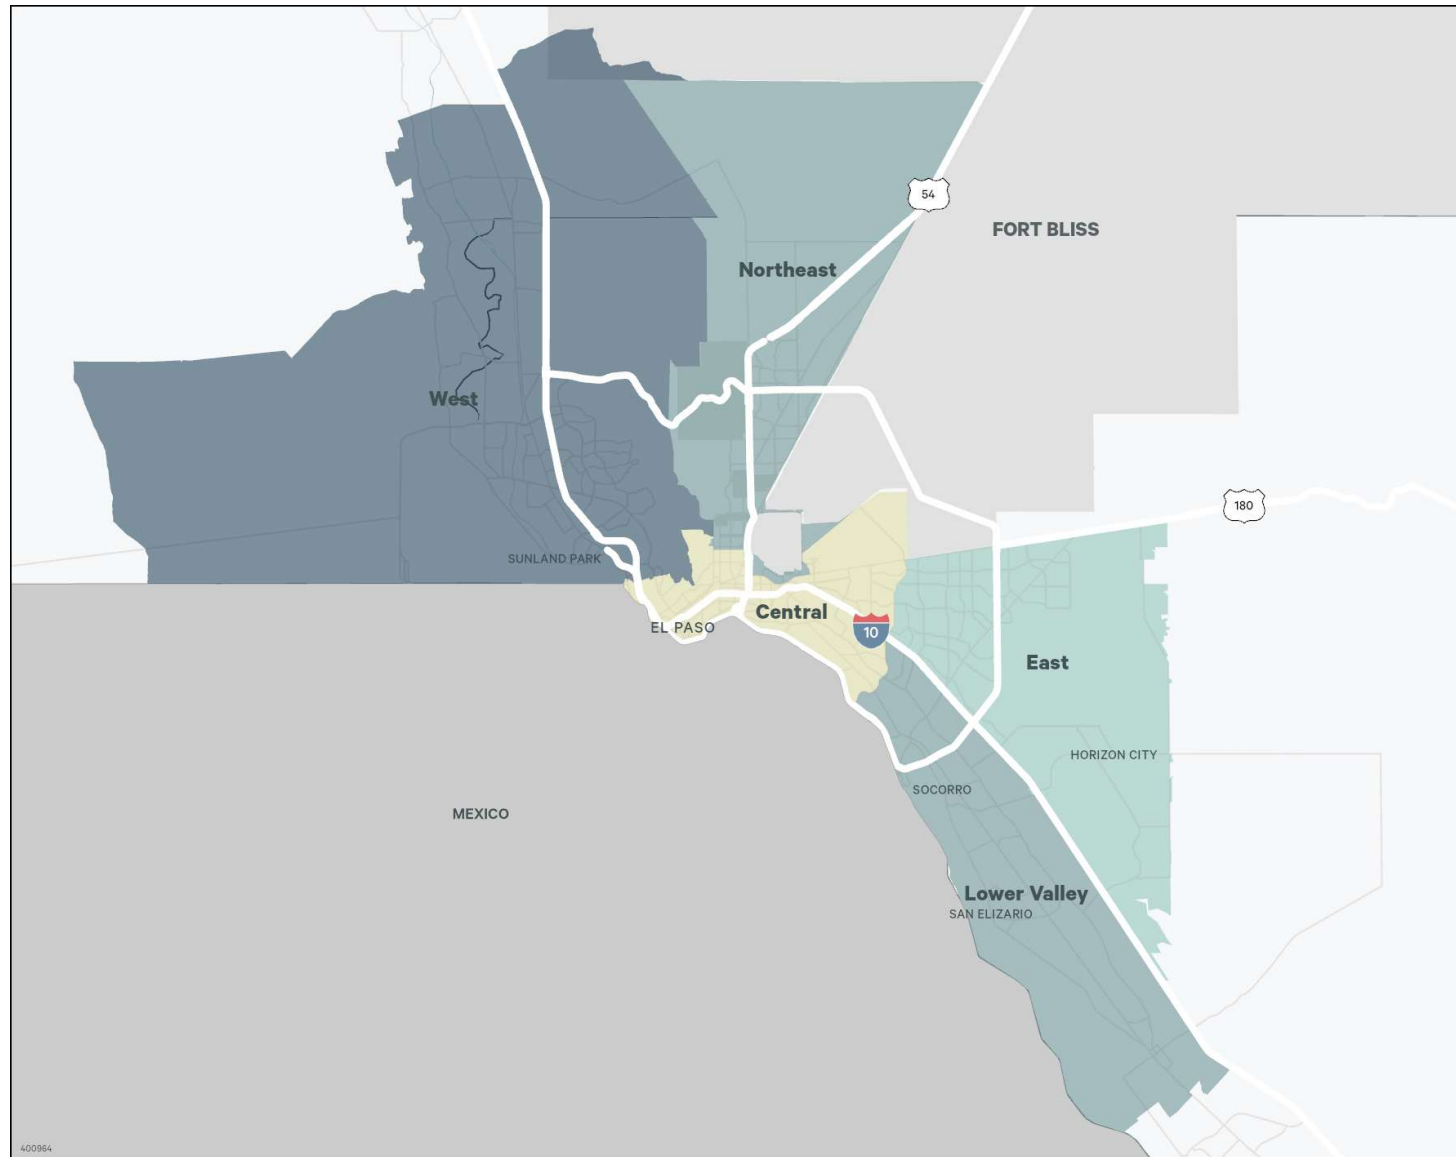 54
FORT BLISS
Northeast
West
180
SUNLAND PARK
Central
EL PASO
10
East
HORIZON CITY
SOCORRO
MEXICO
Lower Valley
SAN ELIZARIO
400964